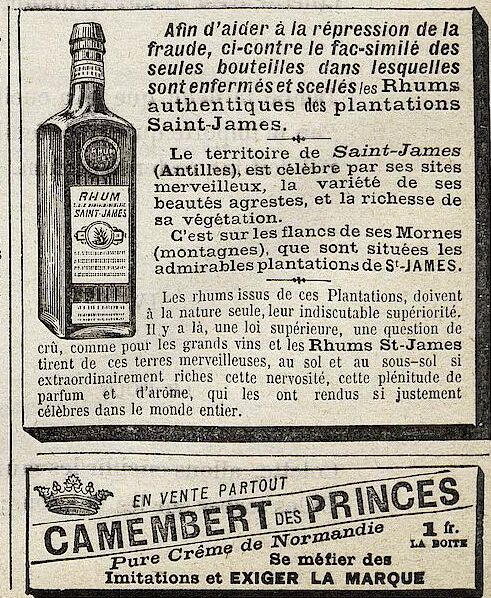 Afin d'aider à la répression de la
fraude, ci-contre le fac-similé des
seules bouteilles dans lesquelles
sont enfermés et scellés les Rhums
authentiques des plantations
Saint-James.
Le territoire de Saint-James
(Antilles), est célèbre par ses sites
merveilleux, la variété de ses
beautés agrestes, et la richesse de
sa végétation.
C'est sur les flancs de ses Mornes
(montagnes), que sont situées les
admirables plantations de St-JAMES.
RHUM
SAINT-JAMES
Les rhums issus de ces Plantations, doivent
à la nature seule, leur indiscutable supériorité.
Il y a là, une loi supérieure, une question de
crû, comme pour les grands vins et les Rhums St-James
tirent de ces terres merveilleuses, au sol et au sous-sol si
extraordinairement riches cette nervosité, cette plénitude de
parfum et d'arôme, qui les ont rendus si justement
célèbres dans le monde entier.
EN VENTE PARTOUT
CAMEMBERT DES PRINCES
Pure Crême de Normandie
1 fr.
LA BOITE
Se méfier des
Imitations et EXIGER LA MARQUE